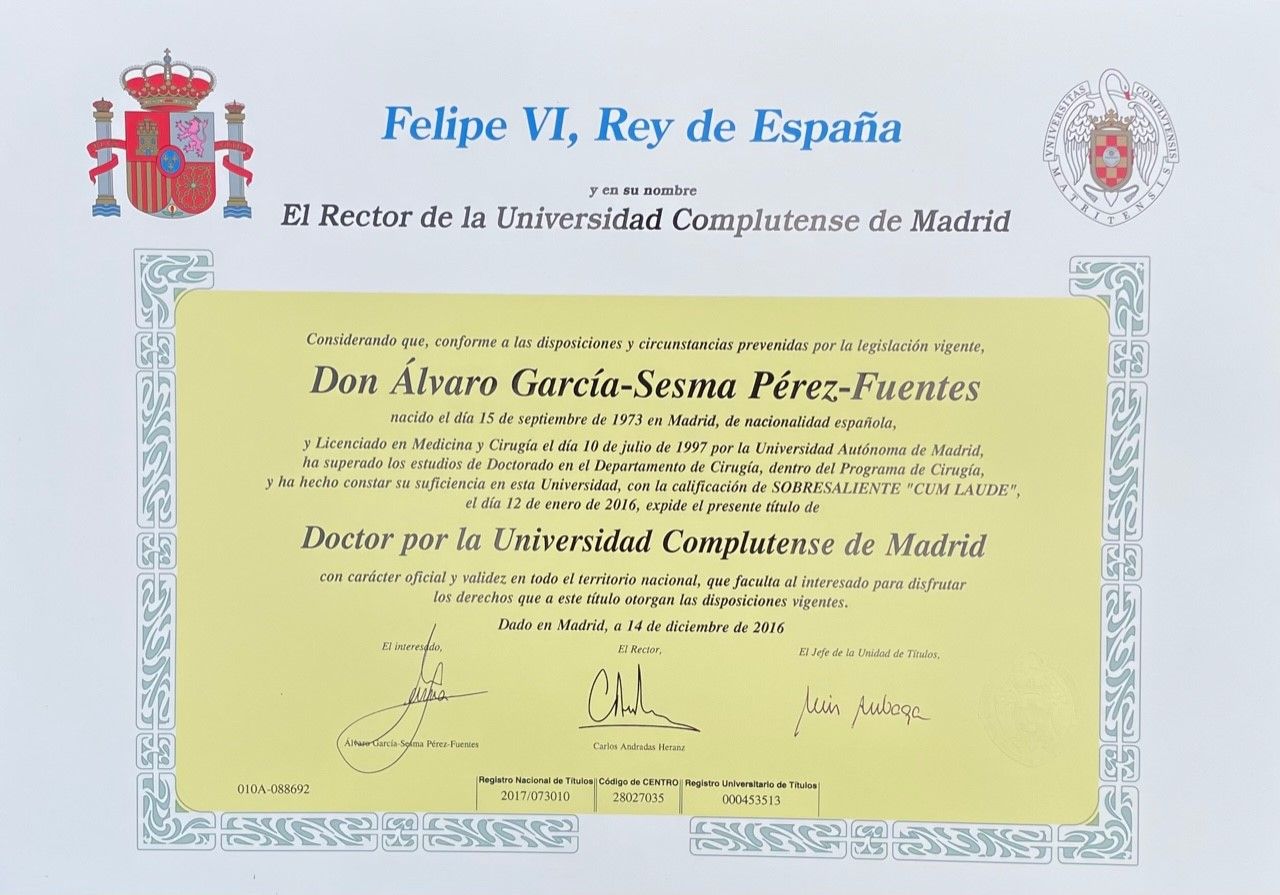 Felipe VI, Rey de España
y en su nombre
El Rector de la Universidad Complutense de Madrid
VNIVERSITAS COMPLVTENSIS MATRITENSIS
Considerando que, conforme a las disposiciones y circunstancias prevenidas por la legislación vigente,
Don Álvaro García-Sesma Pérez-Fuentes
nacido el día 15 de septiembre de 1973 en Madrid, de nacionalidad española,
y Licenciado en Medicina y Cirugía el día 10 de julio de 1997 por la Universidad Autónoma de Madrid,
ha superado los estudios de Doctorado en el Departamento de Cirugía, dentro del Programa de Cirugía,
y ha hecho constar su suficiencia en esta Universidad, con la calificación de SOBRESALIENTE "CUM LAUDE",
el día 12 de enero de 2016, expide el presente título de
Doctor por la Universidad Complutense de Madrid
con carácter oficial y validez en todo el territorio nacional, que faculta al interesado para disfrutar
los derechos que a este título otorgan las disposiciones vigentes.
Dado en Madrid, a 14 de diciembre de 2016
El interesado, El Rector, El Jefe de la Unidad de Títulos,
Álvaro García-Sesma Pérez-Fuentes Carlos Andradas Heranz
010A-088692
Registro Nacional de Títulos Código de CENTRO Registro Universitario de Títulos
2017/073010 28027035 000453513